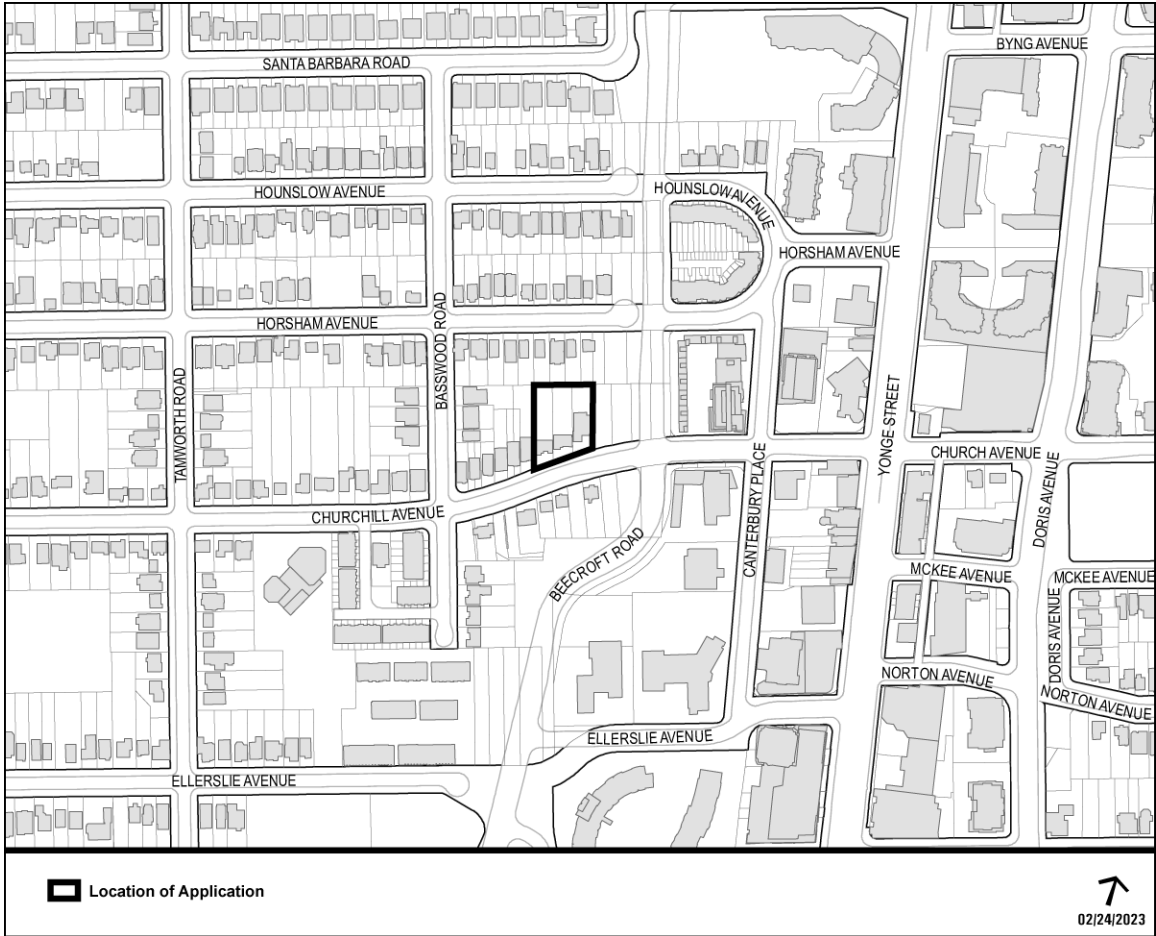 BYNG AVENUE
SANTA BARBARA ROAD
HOUNSLOW AVENUE
HOUNSLOW AVENUE
HORSHAM AVENUE
HORSHAM AVENUE
BASSWOOD ROAD
TAMWORTH ROAD
YONGE STREET
CHURCH AVENUE
CANTERBURY PLACE
CHURCHILL AVENUE
DORIS AVENUE
BEECROFT ROAD
MCKEE AVENUE
MCKEE AVENUE
DORIS AVENUE
NORTON AVENUE
NORTON AVENUE
ELLERSLIE AVENUE
ELLERSLIE AVENUE
Location of Application
02/24/2023